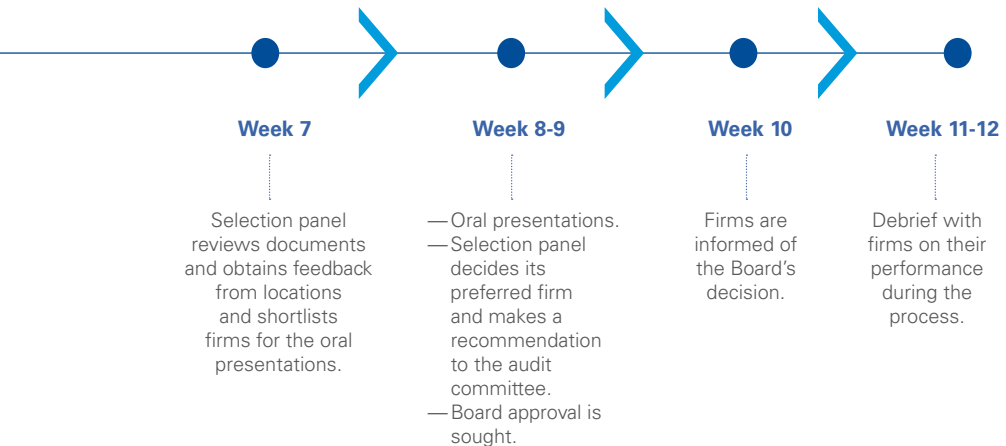 Week 7
Selection panel
reviews documents
and obtains feedback
from locations
and shortlists
firms for the oral
presentations.
Week 8-9
— Oral presentations.
— Selection panel
decides its
preferred firm
and makes a
recommendation
to the audit
committee.
— Board approval is
sought.
Week 10
Firms are
informed of
the Board's
decision.
Week 11-12
Debrief with
firms on their
performance
during the
process.